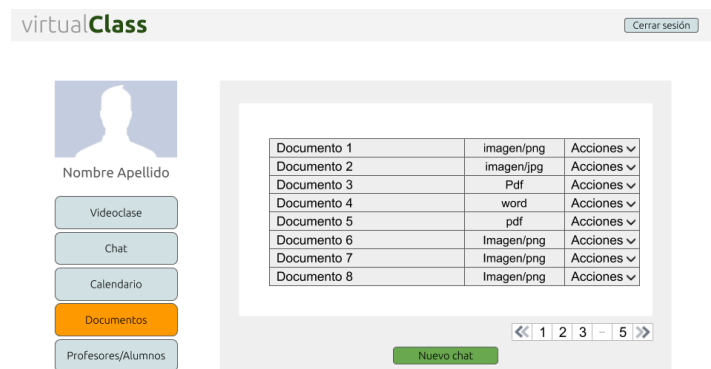 virtualClass
Cerrar sesión
Nombre Apellido
Videoclase
Chat
Calendario
Documentos
Profesores/Alumnos
Documento 1 imagen/png Acciones
Documento 2 imagen/jpg Acciones
Documento 3 Pdf Acciones
Documento 4 word Acciones
Documento 5 pdf Acciones
Documento 6 Imagen/png Acciones
Documento 7 Imagen/png Acciones
Documento 8 Imagen/png Acciones
1 2 3 ... 5
Nuevo chat